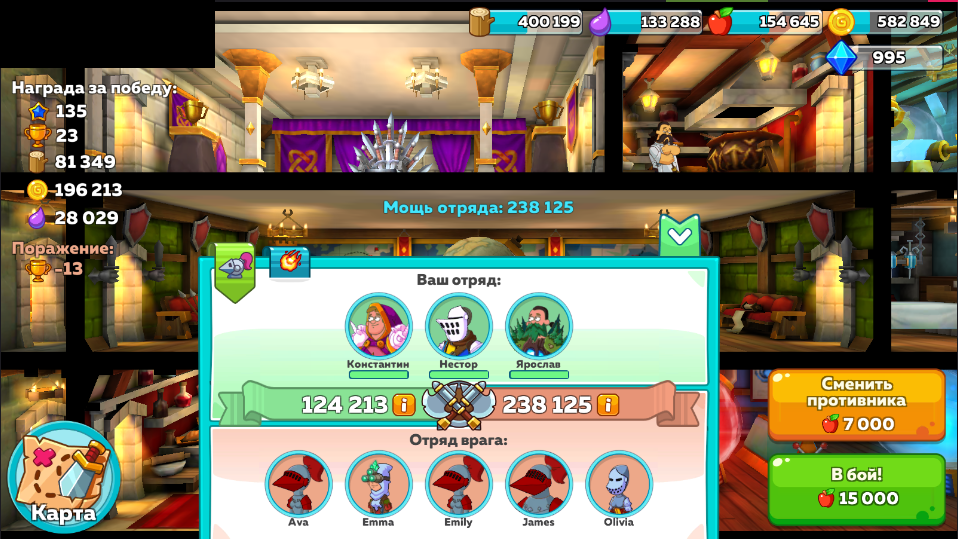 400 199
133 288
154 645
582 849
995
Награда за победу:
135
23
81 349
196 213
28 029
Поражение:
-13
Мощь отряда: 238 125
Ваш отряд:
Константин
Нестор
Ярослав
124 213 i
238 125 i
Отряд врага:
Ava
Emma
Emily
James
Olivia
Сменить
противника
7 000
В бой!
15 000
Карта